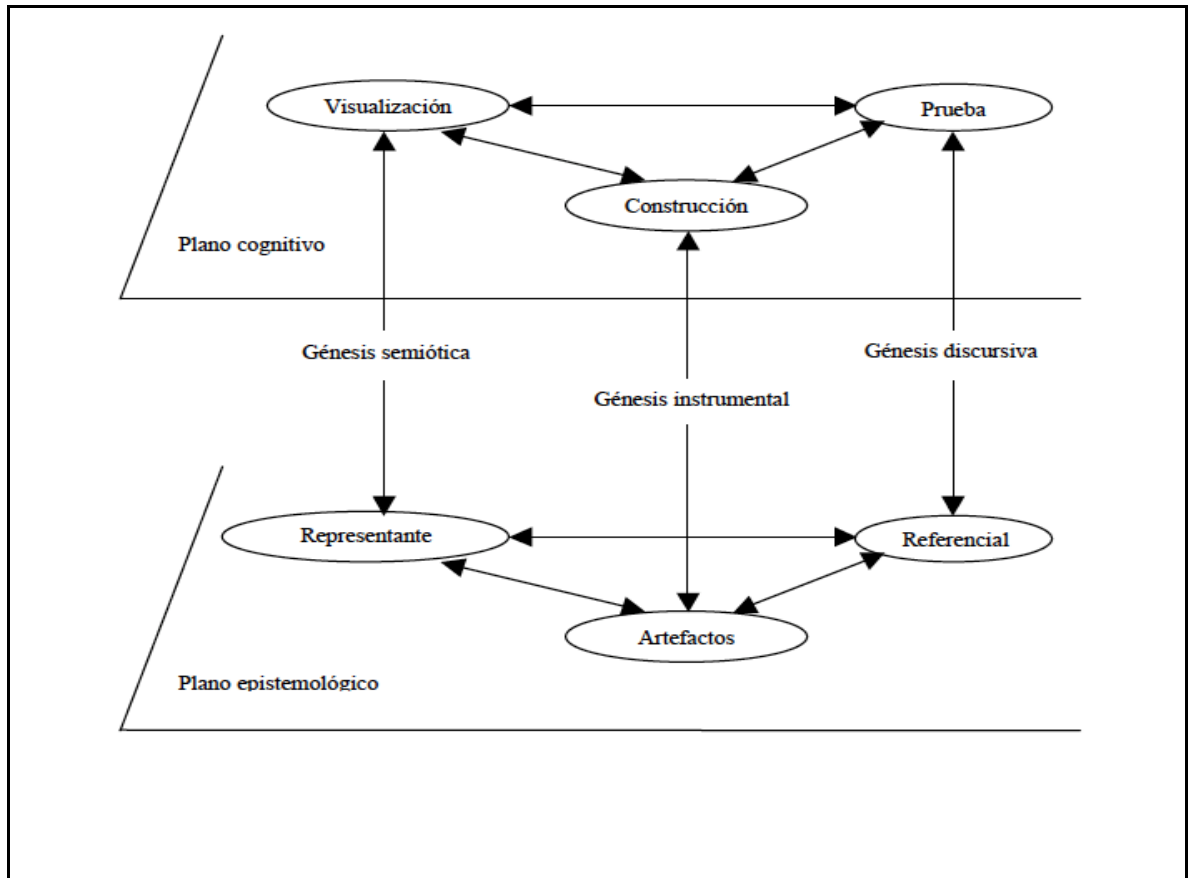 Visualización
Prueba
Construcción
Plano cognitivo
Génesis semiótica
Génesis discursiva
Génesis instrumental
Representante
Referencial
Artefactos
Plano epistemológico